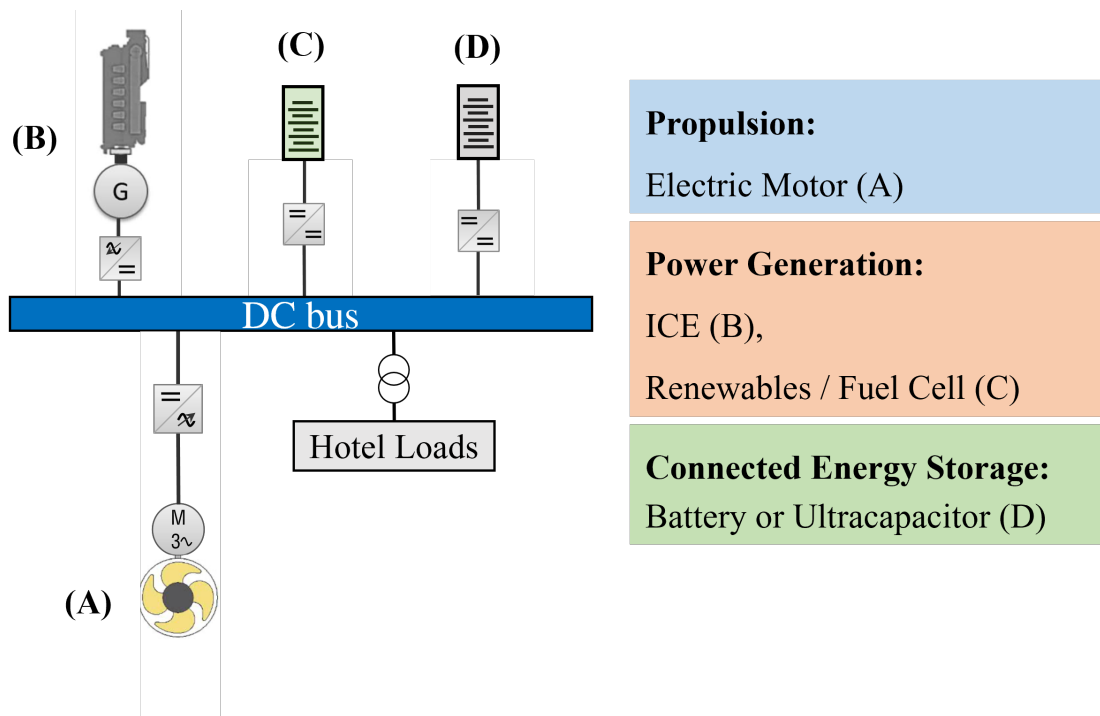 (C)
(D)
(B)
G
DC bus
Hotel Loads
M
3∿
(A)
Propulsion:
Electric Motor (A)
Power Generation:
ICE (B),
Renewables / Fuel Cell (C)
Connected Energy Storage:
Battery or Ultracapacitor (D)